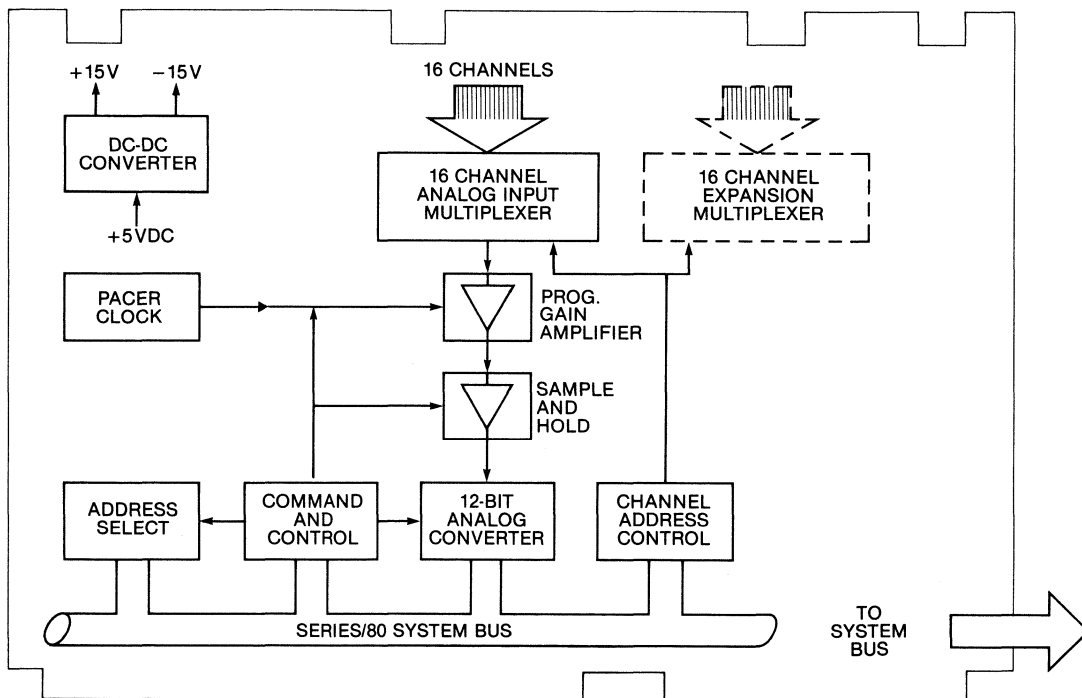 +15V
−15V
DC-DC
CONVERTER
+5VDC
16 CHANNELS
16 CHANNEL
ANALOG INPUT
MULTIPLEXER
16 CHANNEL
EXPANSION
MULTIPLEXER
PACER
CLOCK
PROG.
GAIN
AMPLIFIER
SAMPLE
AND
HOLD
ADDRESS
SELECT
COMMAND
AND
CONTROL
12-BIT
ANALOG
CONVERTER
CHANNEL
ADDRESS
CONTROL
SERIES/80 SYSTEM BUS
TO
SYSTEM
BUS